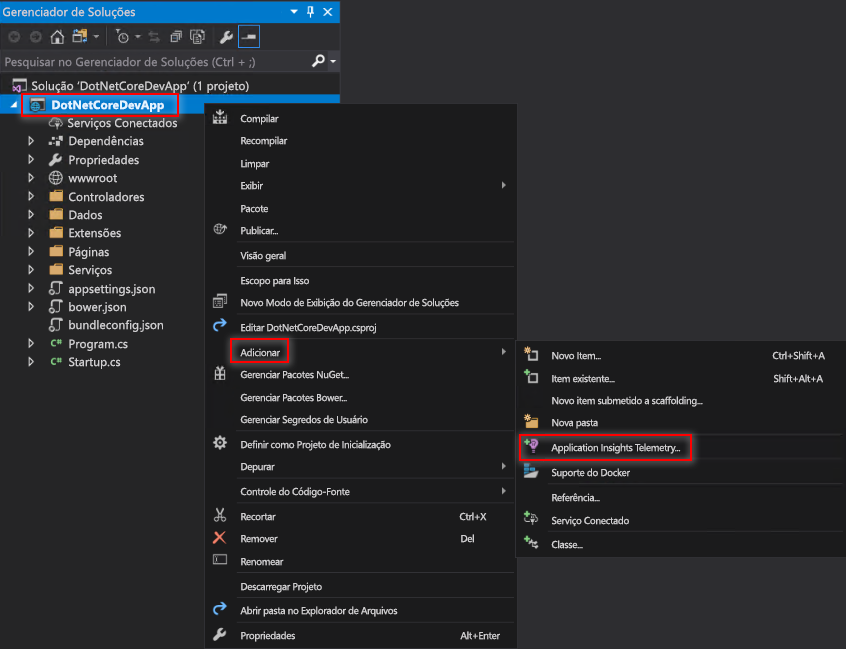 Gerenciador de Soluções
Pesquisar no Gerenciador de Soluções (Ctrl + ;)
Solução 'DotNetCoreDevApp' (1 projeto)
DotNetCoreDevApp
Serviços Conectados
Dependências
Propriedades
wwwroot
Controladores
Dados
Extensões
Páginas
Serviços
appsettings.json
bower.json
bundleconfig.json
C# Program.cs
C# Startup.cs
Compilar
Recompilar
Limpar
Exibir
Pacote
Publicar...
Visão geral
Escopo para Isso
Novo Modo de Exibição do Gerenciador de Soluções
Editar DotNetCoreDevApp.csproj
Adicionar
Gerenciar Pacotes NuGet...
Gerenciar Pacotes Bower...
Gerenciar Segredos de Usuário
Definir como Projeto de Inicialização
Depurar
Controle do Código-Fonte
Recortar Ctrl+X
Remover Del
Renomear
Descarregar Projeto
Abrir pasta no Explorador de Arquivos
Propriedades Alt+Enter
Novo Item... Ctrl+Shift+A
Item existente... Shift+Alt+A
Novo item submetido a scaffolding...
Nova pasta
Application Insights Telemetry...
Suporte do Docker
Referência...
Serviço Conectado
Classe...